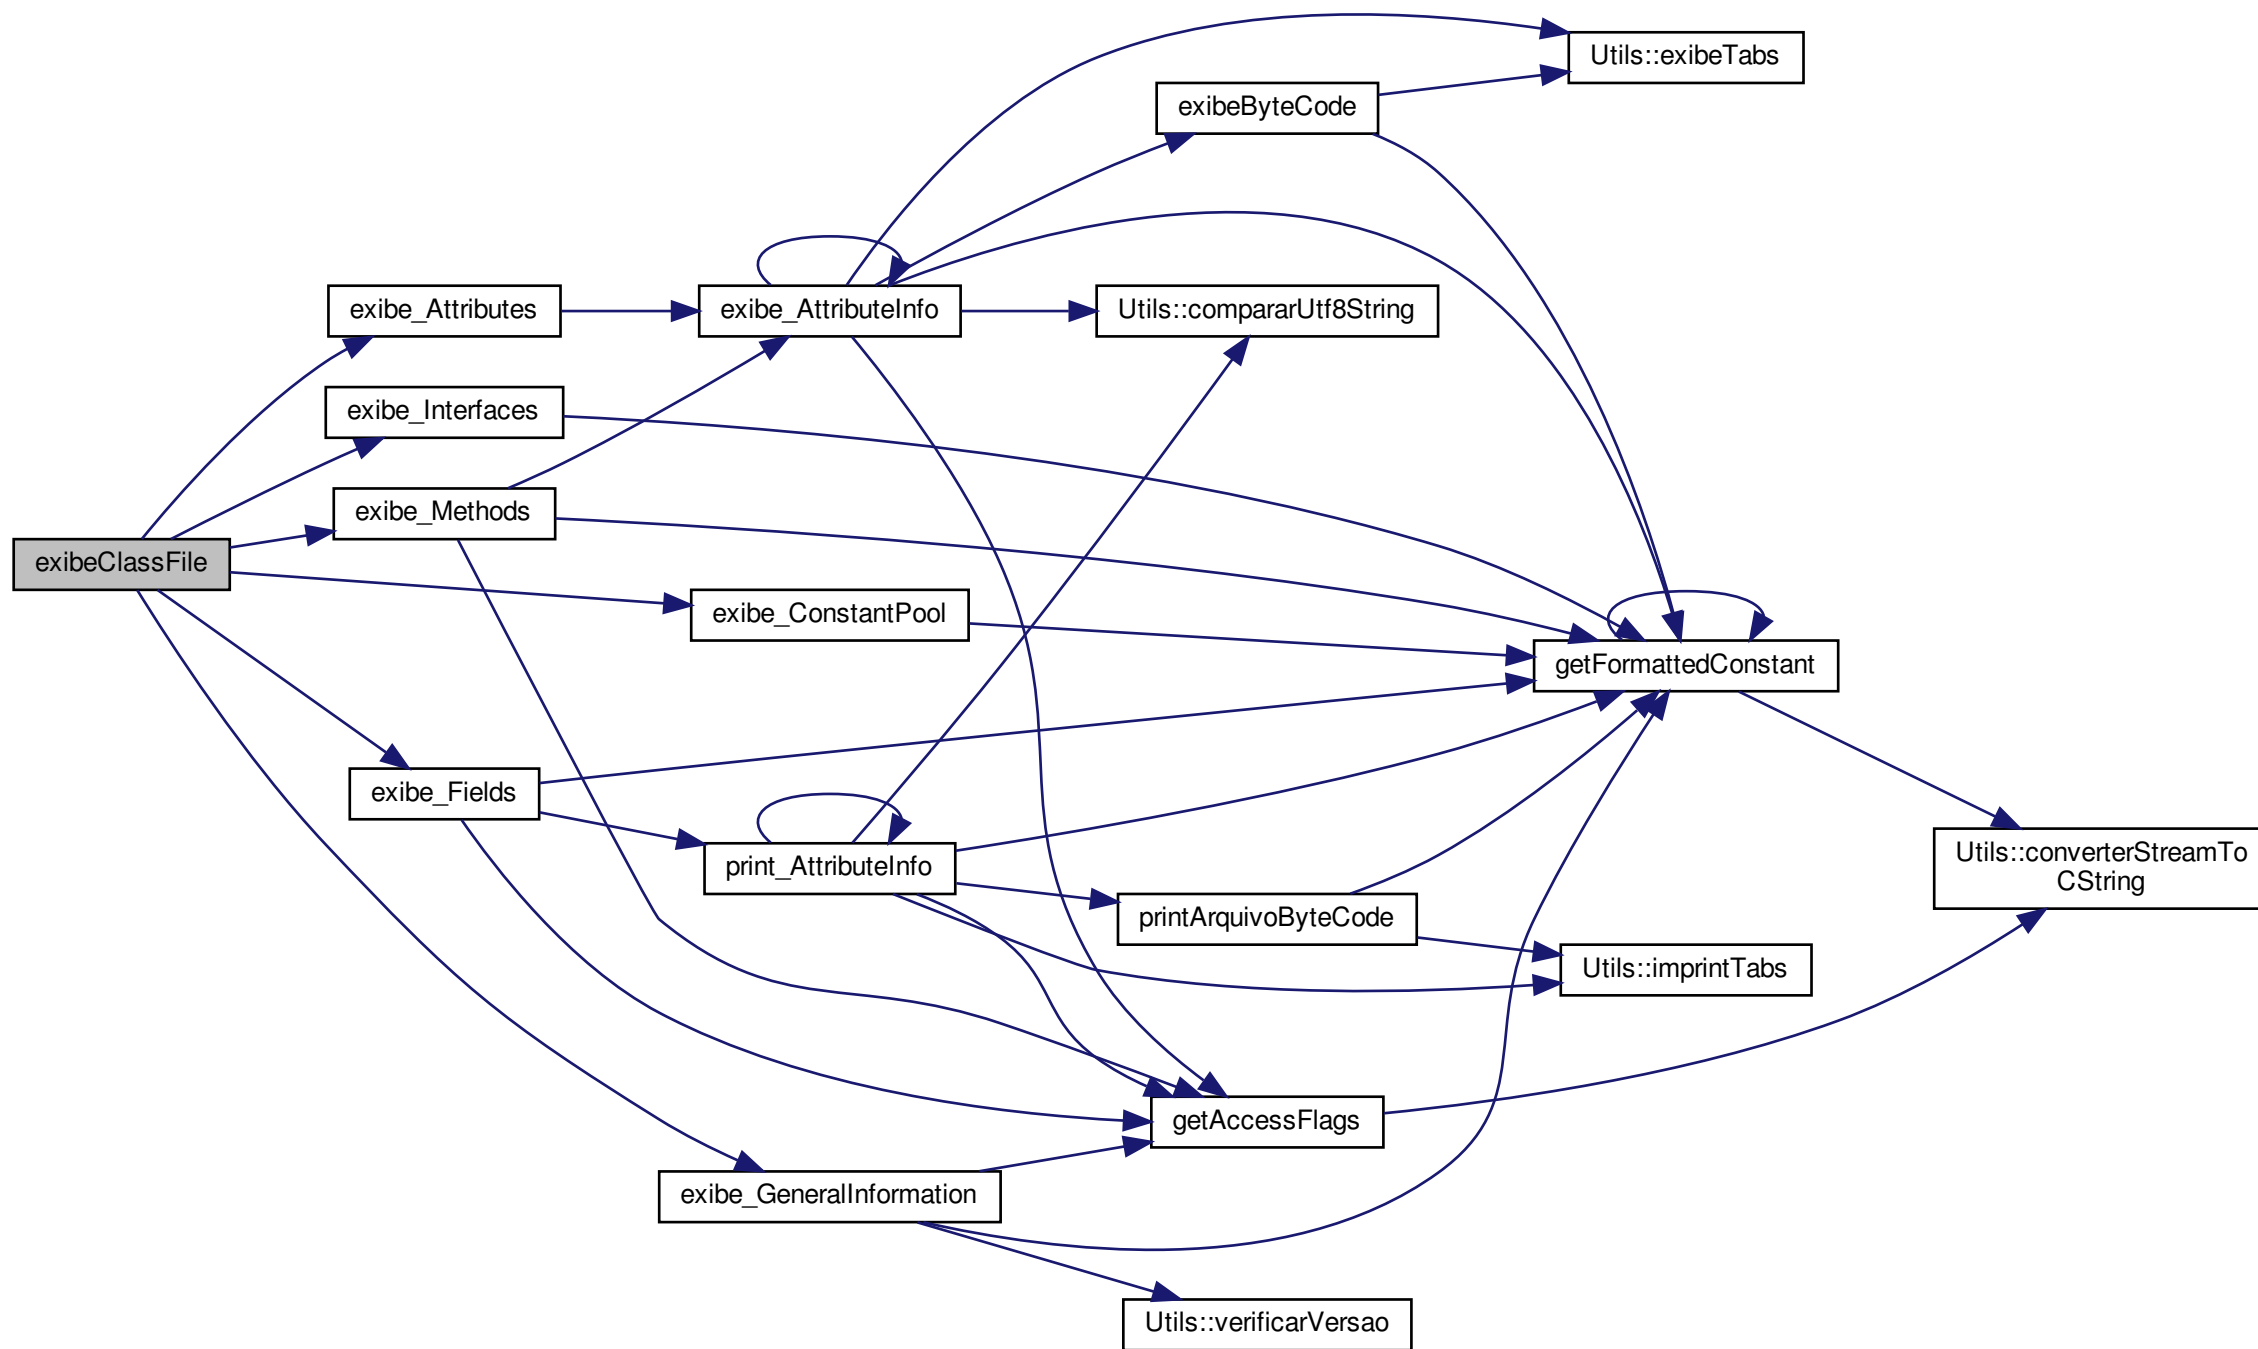 Utils::exibeTabs
exibeByteCode
exibe_Attributes
exibe_AttributeInfo
Utils::compararUtf8String
exibe_Interfaces
exibe_Methods
exibeClassFile
exibe_ConstantPool
getFormattedConstant
exibe_Fields
print_AttributeInfo
Utils::converterStreamTo
CString
printArquivoByteCode
Utils::imprintTabs
getAccessFlags
exibe_GeneralInformation
Utils::verificarVersao